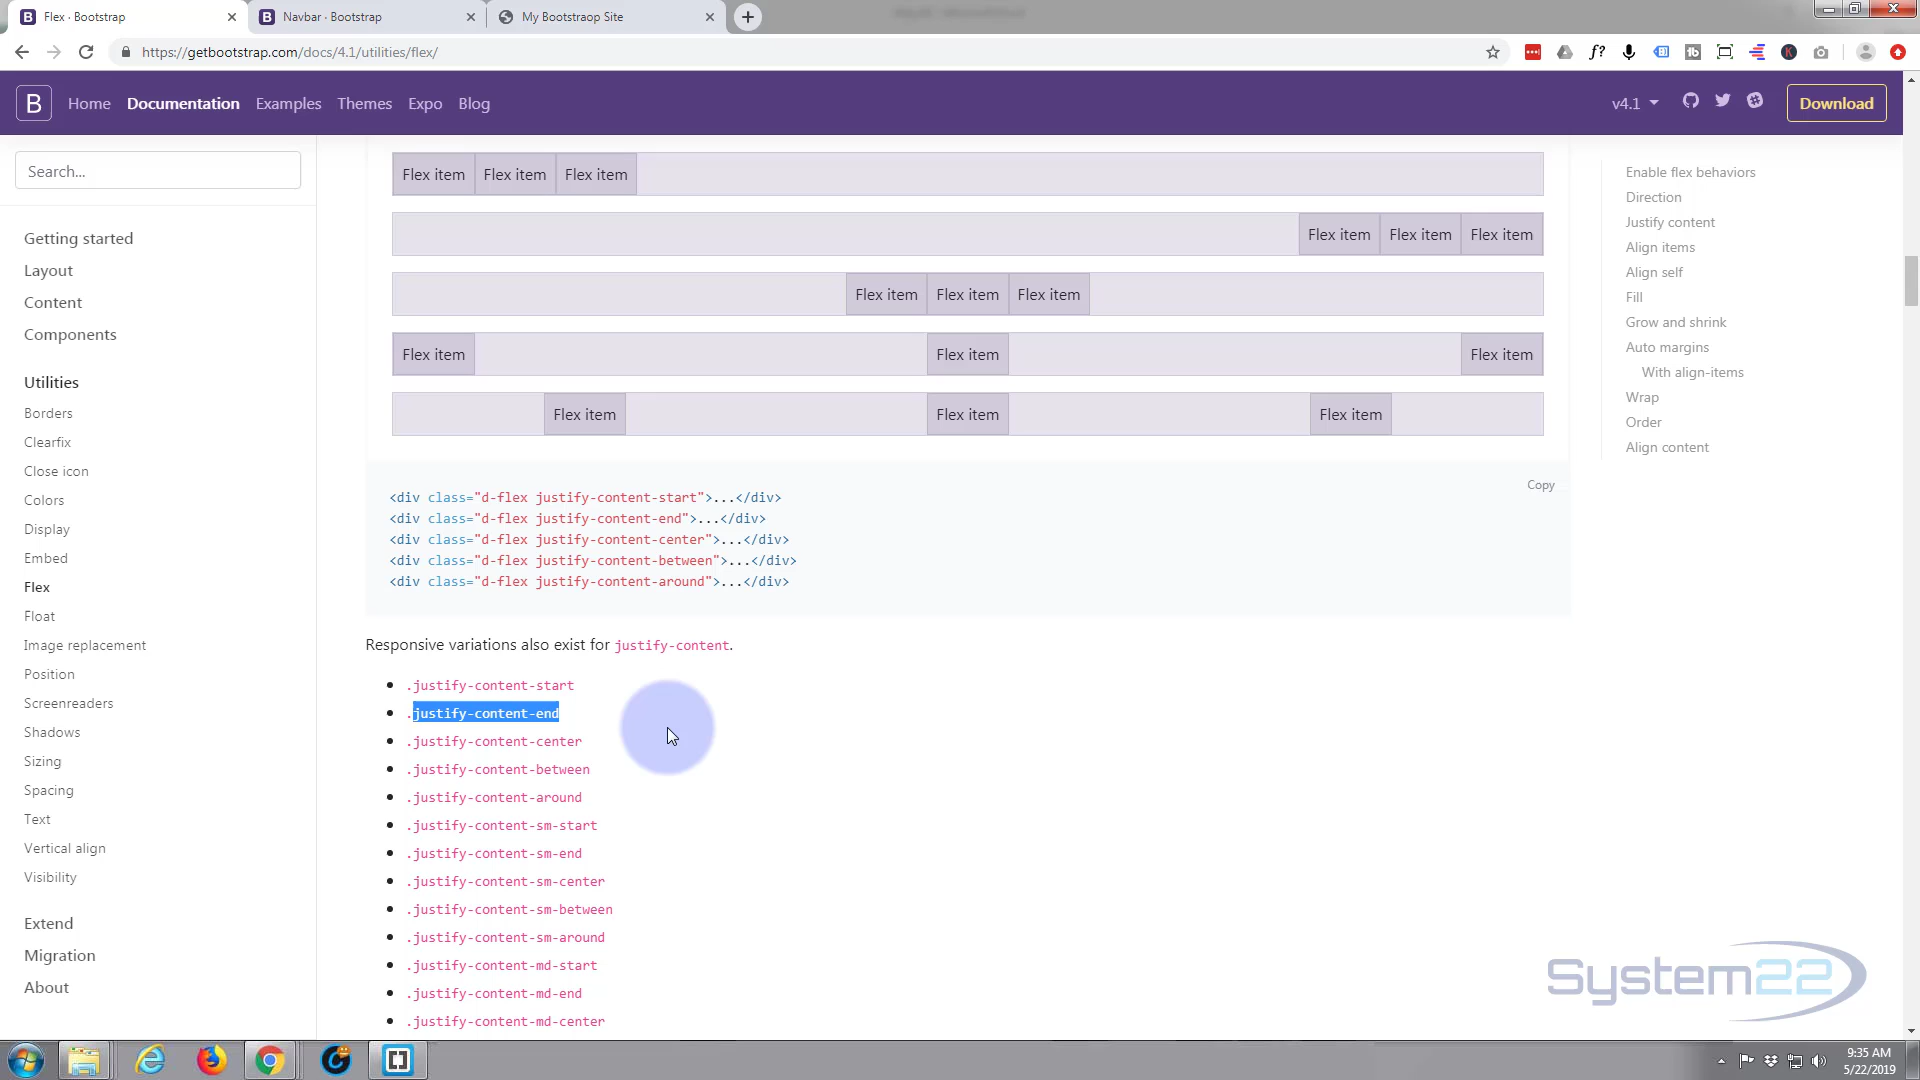 Flex · Bootstrap
Navbar · Bootstrap
My Bootstraop Site
https://getbootstrap.com/docs/4.1/utilities/flex/
B Home Documentation Examples Themes Expo Blog v4.1 Download
Search...
Getting started
Layout
Content
Components
Utilities
Borders
Clearfix
Close icon
Colors
Display
Embed
Flex
Float
Image replacement
Position
Screenreaders
Shadows
Sizing
Spacing
Text
Vertical align
Visibility
Extend
Migration
About
Flex item Flex item Flex item
Flex item Flex item Flex item
Flex item Flex item Flex item
Flex item Flex item Flex item
Flex item Flex item Flex item
Copy
<div class="d-flex justify-content-start">...</div>
<div class="d-flex justify-content-end">...</div>
<div class="d-flex justify-content-center">...</div>
<div class="d-flex justify-content-between">...</div>
<div class="d-flex justify-content-around">...</div>
Responsive variations also exist for justify-content.
.justify-content-start
.justify-content-end
.justify-content-center
.justify-content-between
.justify-content-around
.justify-content-sm-start
.justify-content-sm-end
.justify-content-sm-center
.justify-content-sm-between
.justify-content-sm-around
.justify-content-md-start
.justify-content-md-end
.justify-content-md-center
Enable flex behaviors
Direction
Justify content
Align items
Align self
Fill
Grow and shrink
Auto margins
With align-items
Wrap
Order
Align content
System22
9:35 AM
5/22/2019